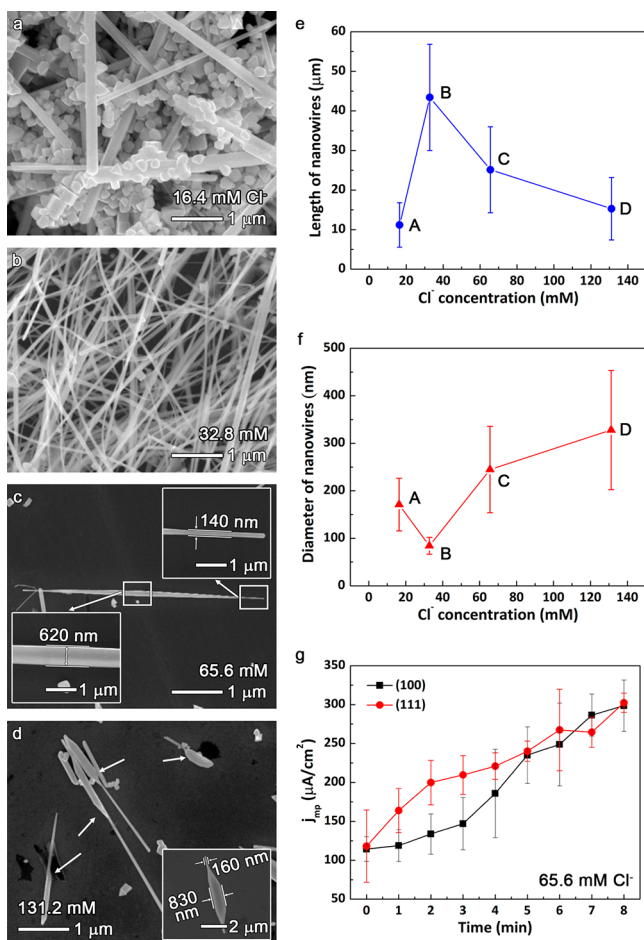 a
16.4 mM Cl⁻
1 μm
b
32.8 mM
1 μm
c
140 nm
1 μm
620 nm
1 μm
65.6 mM
1 μm
d
131.2 mM
1 μm
160 nm
830 nm
2 μm
e
Length of nanowires (μm)
60
50
40
30
20
10
0
A
B
C
D
0 20 40 60 80 100 120 140
Cl⁻ concentration (mM)
f
Diameter of nanowires (nm)
500
400
300
200
100
0
A
B
C
D
0 20 40 60 80 100 120 140
Cl⁻ concentration (mM)
g
j_mp (μA/cm²)
350
300
250
200
150
100
50
(100)
(111)
65.6 mM Cl⁻
0 1 2 3 4 5 6 7 8
Time (min)